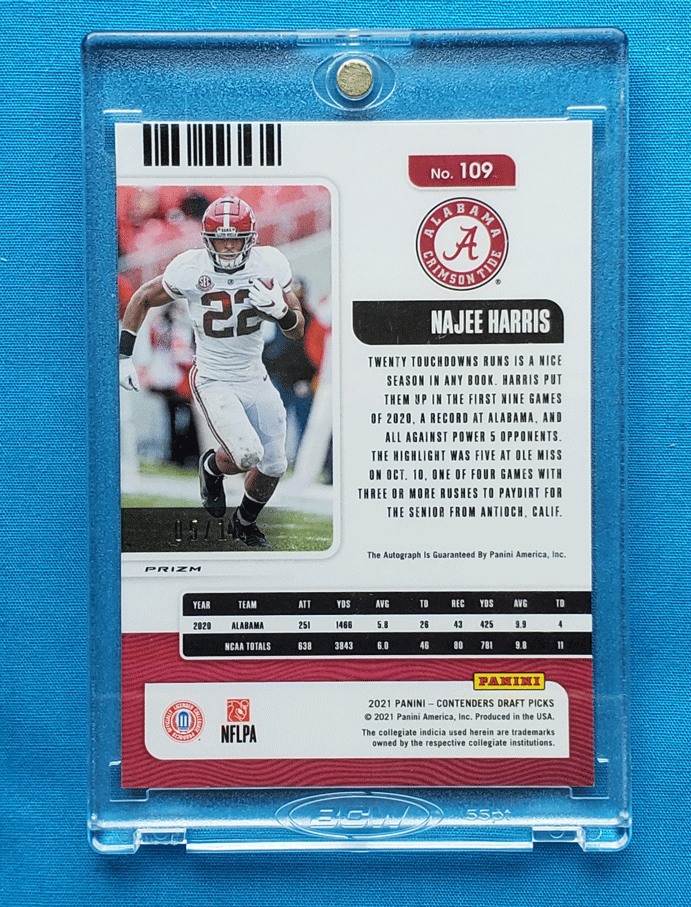 No. 109
ALABAMA
A
CRIMSON TIDE
®
NAJEE HARRIS
22
TWENTY TOUCHDOWNS RUNS IS A NICE
SEASON IN ANY BOOK. HARRIS PUT
THEM UP IN THE FIRST NINE GAMES
OF 2020, A RECORD AT ALABAMA, AND
ALL AGAINST POWER 5 OPPONENTS.
THE HIGHLIGHT WAS FIVE AT OLE MISS
ON OCT. 10, ONE OF FOUR GAMES WITH
THREE OR MORE RUSHES TO PAYDIRT FOR
THE SENIOR FROM ANTIOCH, CALIF.
The Autograph Is Guaranteed By Panini America, Inc.
PRIZM
YEAR TEAM ATT YDS AVG TD REC YDS AVG TD
2020 ALABAMA 251 1466 5.8 26 43 425 9.9 4
NCAA TOTALS 638 3843 6.0 46 80 781 9.8 11
PANINI
2021 PANINI – CONTENDERS DRAFT PICKS
© 2021 Panini America, Inc. Produced in the USA.
The collegiate indicia used herein are trademarks
owned by the respective collegiate institutions.
OFFICIALLY LICENSED COLLEGIATE PRODUCTS
NFLPA
BCW
55pt